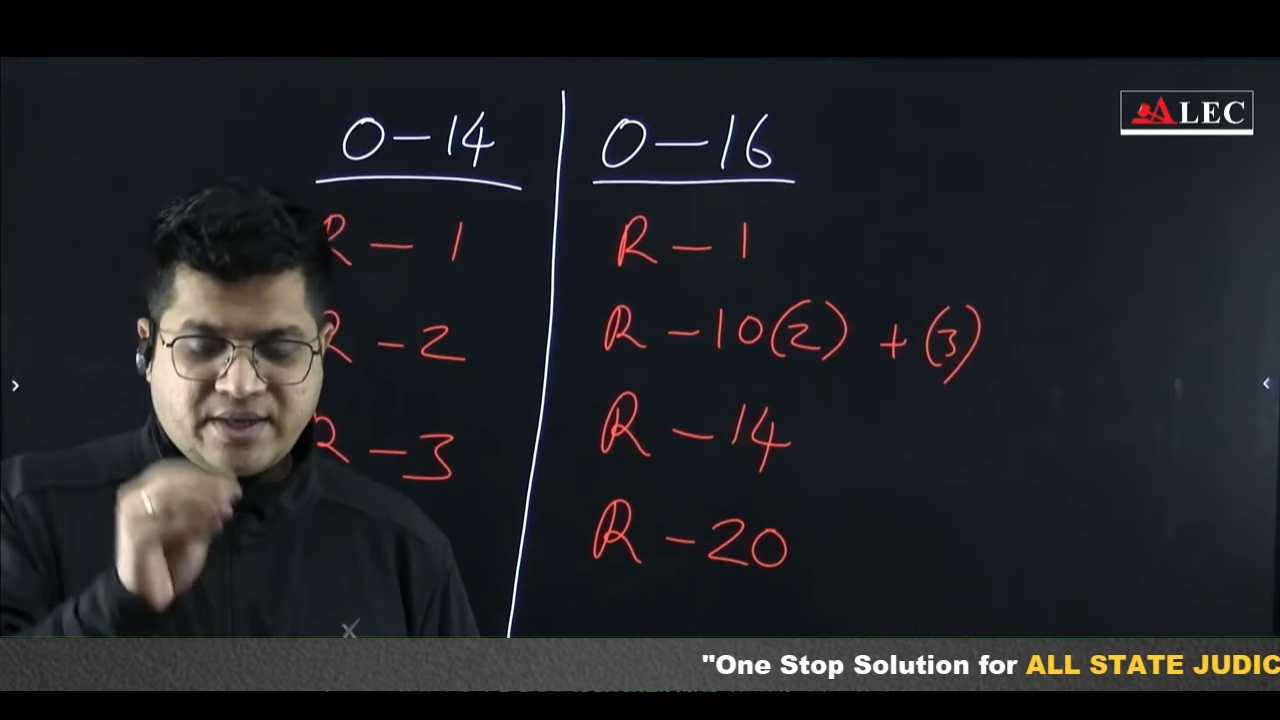 ALEC
O-14
R-1
R-2
R-3
O-16
R-1
R-10(2) + (3)
R-14
R-20
"One Stop Solution for ALL STATE JUDIC